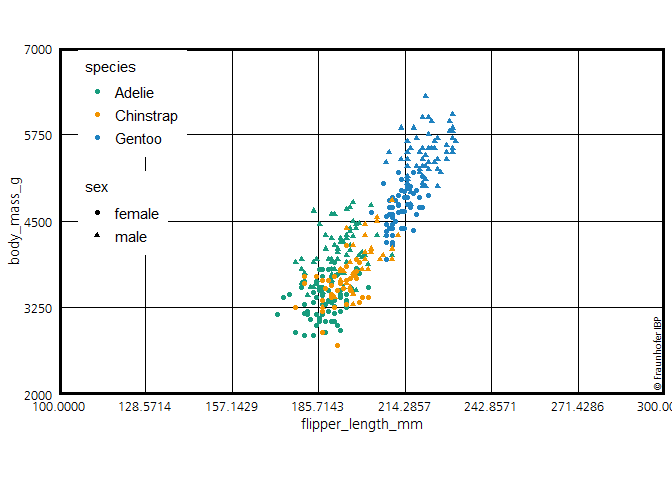 7000
5750
4500
3250
2000
body_mass_g
species
Adelie
Chinstrap
Gentoo
sex
female
male
© Fraunhofer IBP
100.0000 128.5714 157.1429 185.7143 214.2857 242.8571 271.4286 300.00
flipper_length_mm